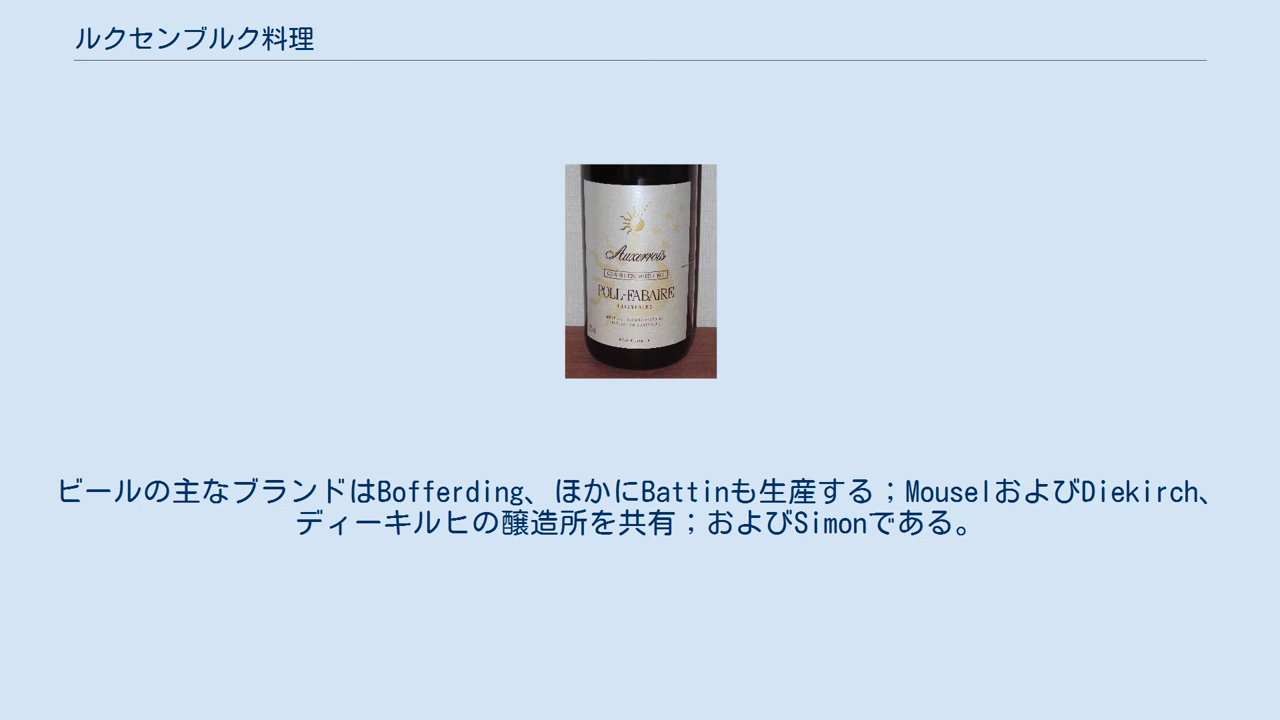 ルクセンブルク料理
Auxerrois
POLL-FABAIRE
ビールの主なブランドはBofferding、ほかにBattinも生産する；MouselおよびDiekirch、
ディーキルヒの醸造所を共有；およびSimonである。